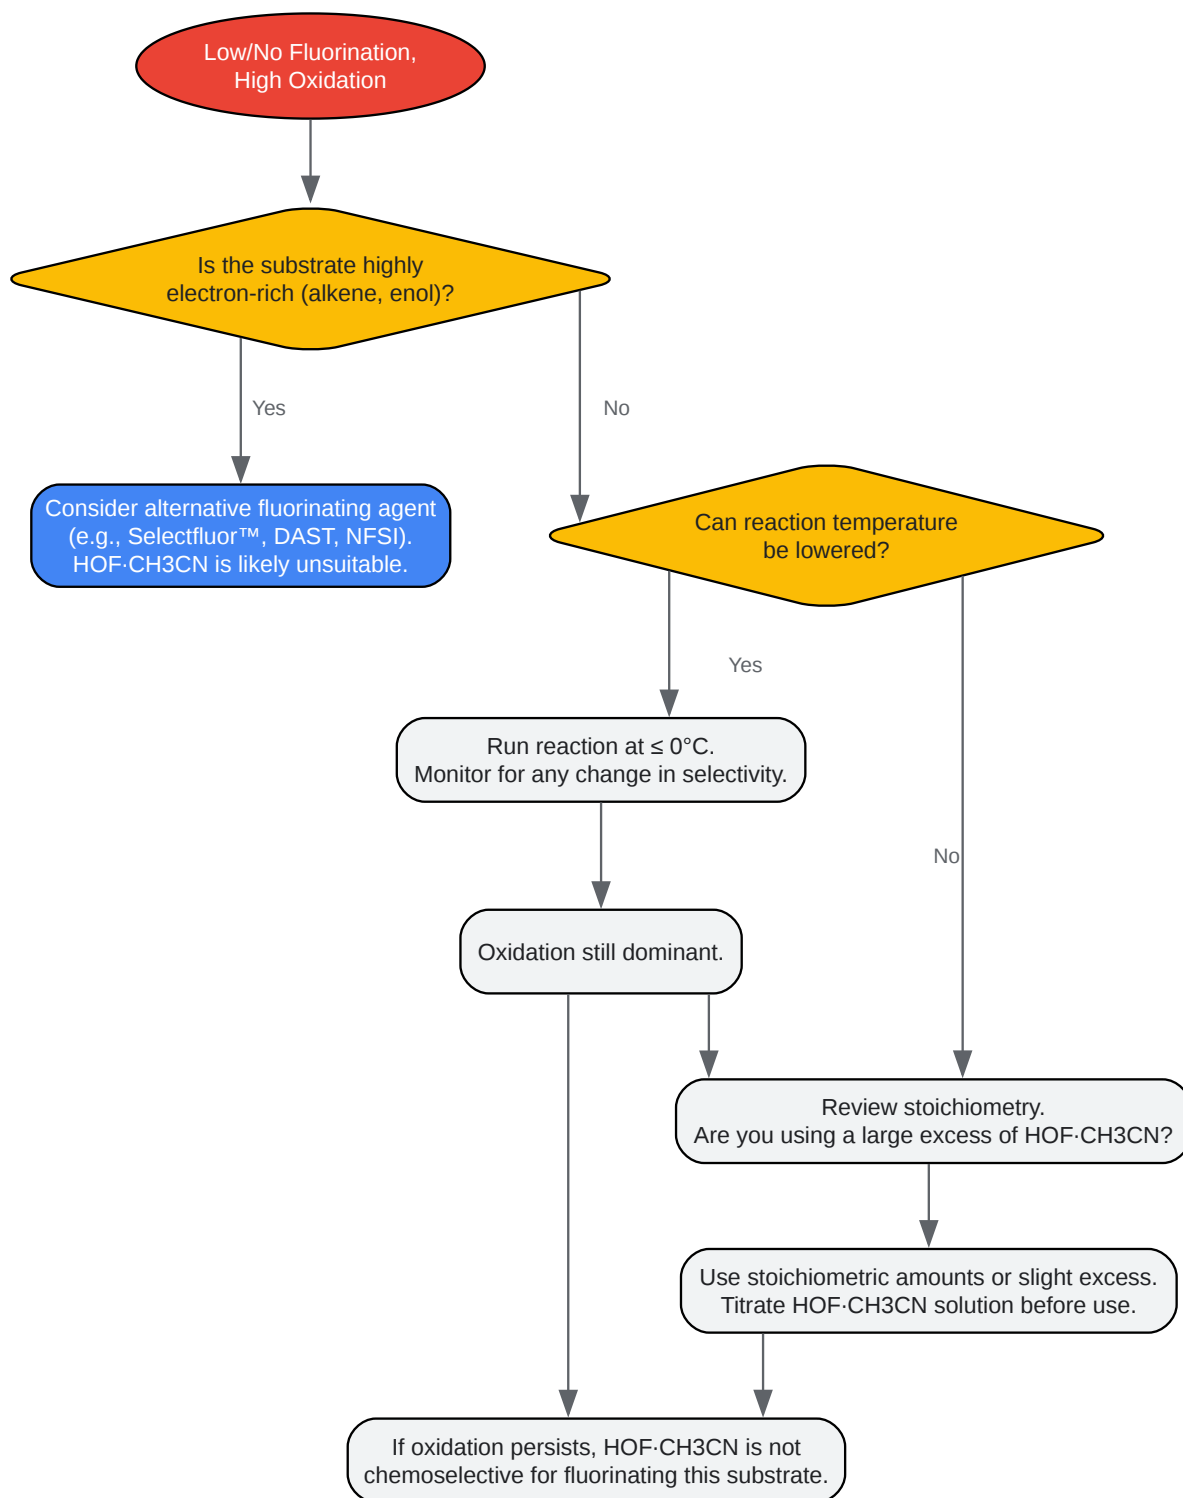 Low/No Fluorination,
High Oxidation
Is the substrate highly
electron-rich (alkene, enol)?
Yes
No
Consider alternative fluorinating agent
(e.g., Selectfluor™, DAST, NFSI).
HOF·CH3CN is likely unsuitable.
Can reaction temperature
be lowered?
Yes
Run reaction at ≤ 0°C.
Monitor for any change in selectivity.
No
Oxidation still dominant.
Review stoichiometry.
Are you using a large excess of HOF·CH3CN?
Use stoichiometric amounts or slight excess.
Titrate HOF·CH3CN solution before use.
If oxidation persists, HOF·CH3CN is not
chemoselective for fluorinating this substrate.